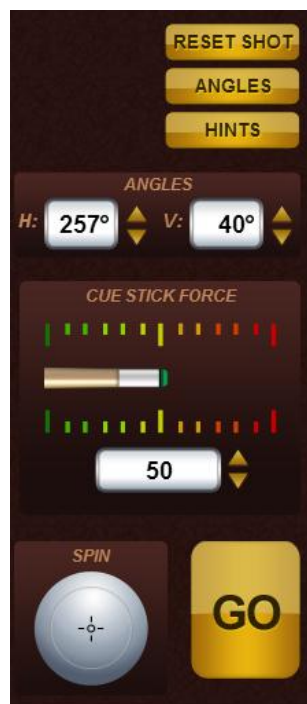 RESET SHOT
ANGLES
HINTS
ANGLES
H: 257° V: 40°
CUE STICK FORCE
50
SPIN
GO